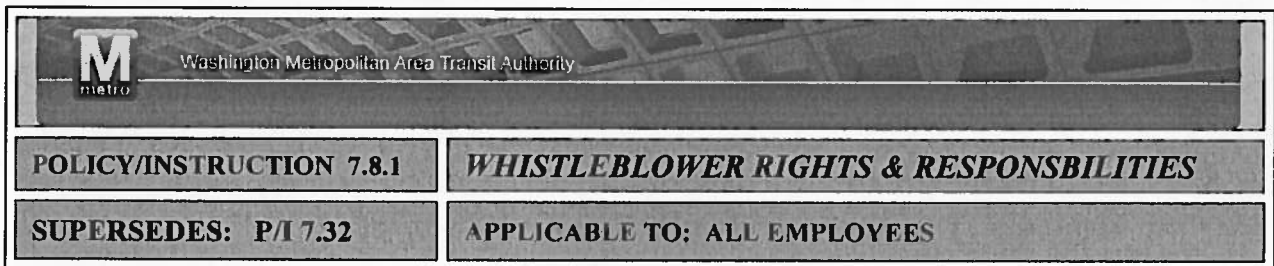 M
metro
Washington Metropolitan Area Transit Authority
POLICY/INSTRUCTION 7.8.1
WHISTLEBLOWER RIGHTS & RESPONSBILITIES
SUPERSEDES: P/I 7.32
APPLICABLE TO: ALL EMPLOYEES